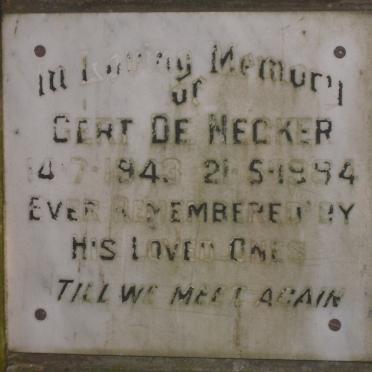 In Loving Memory
of
GERT DE NECKER
4-7-1943 21-5-1994
EVER REMEMBERED BY
HIS LOVED ONES
TILL WE MEET AGAIN